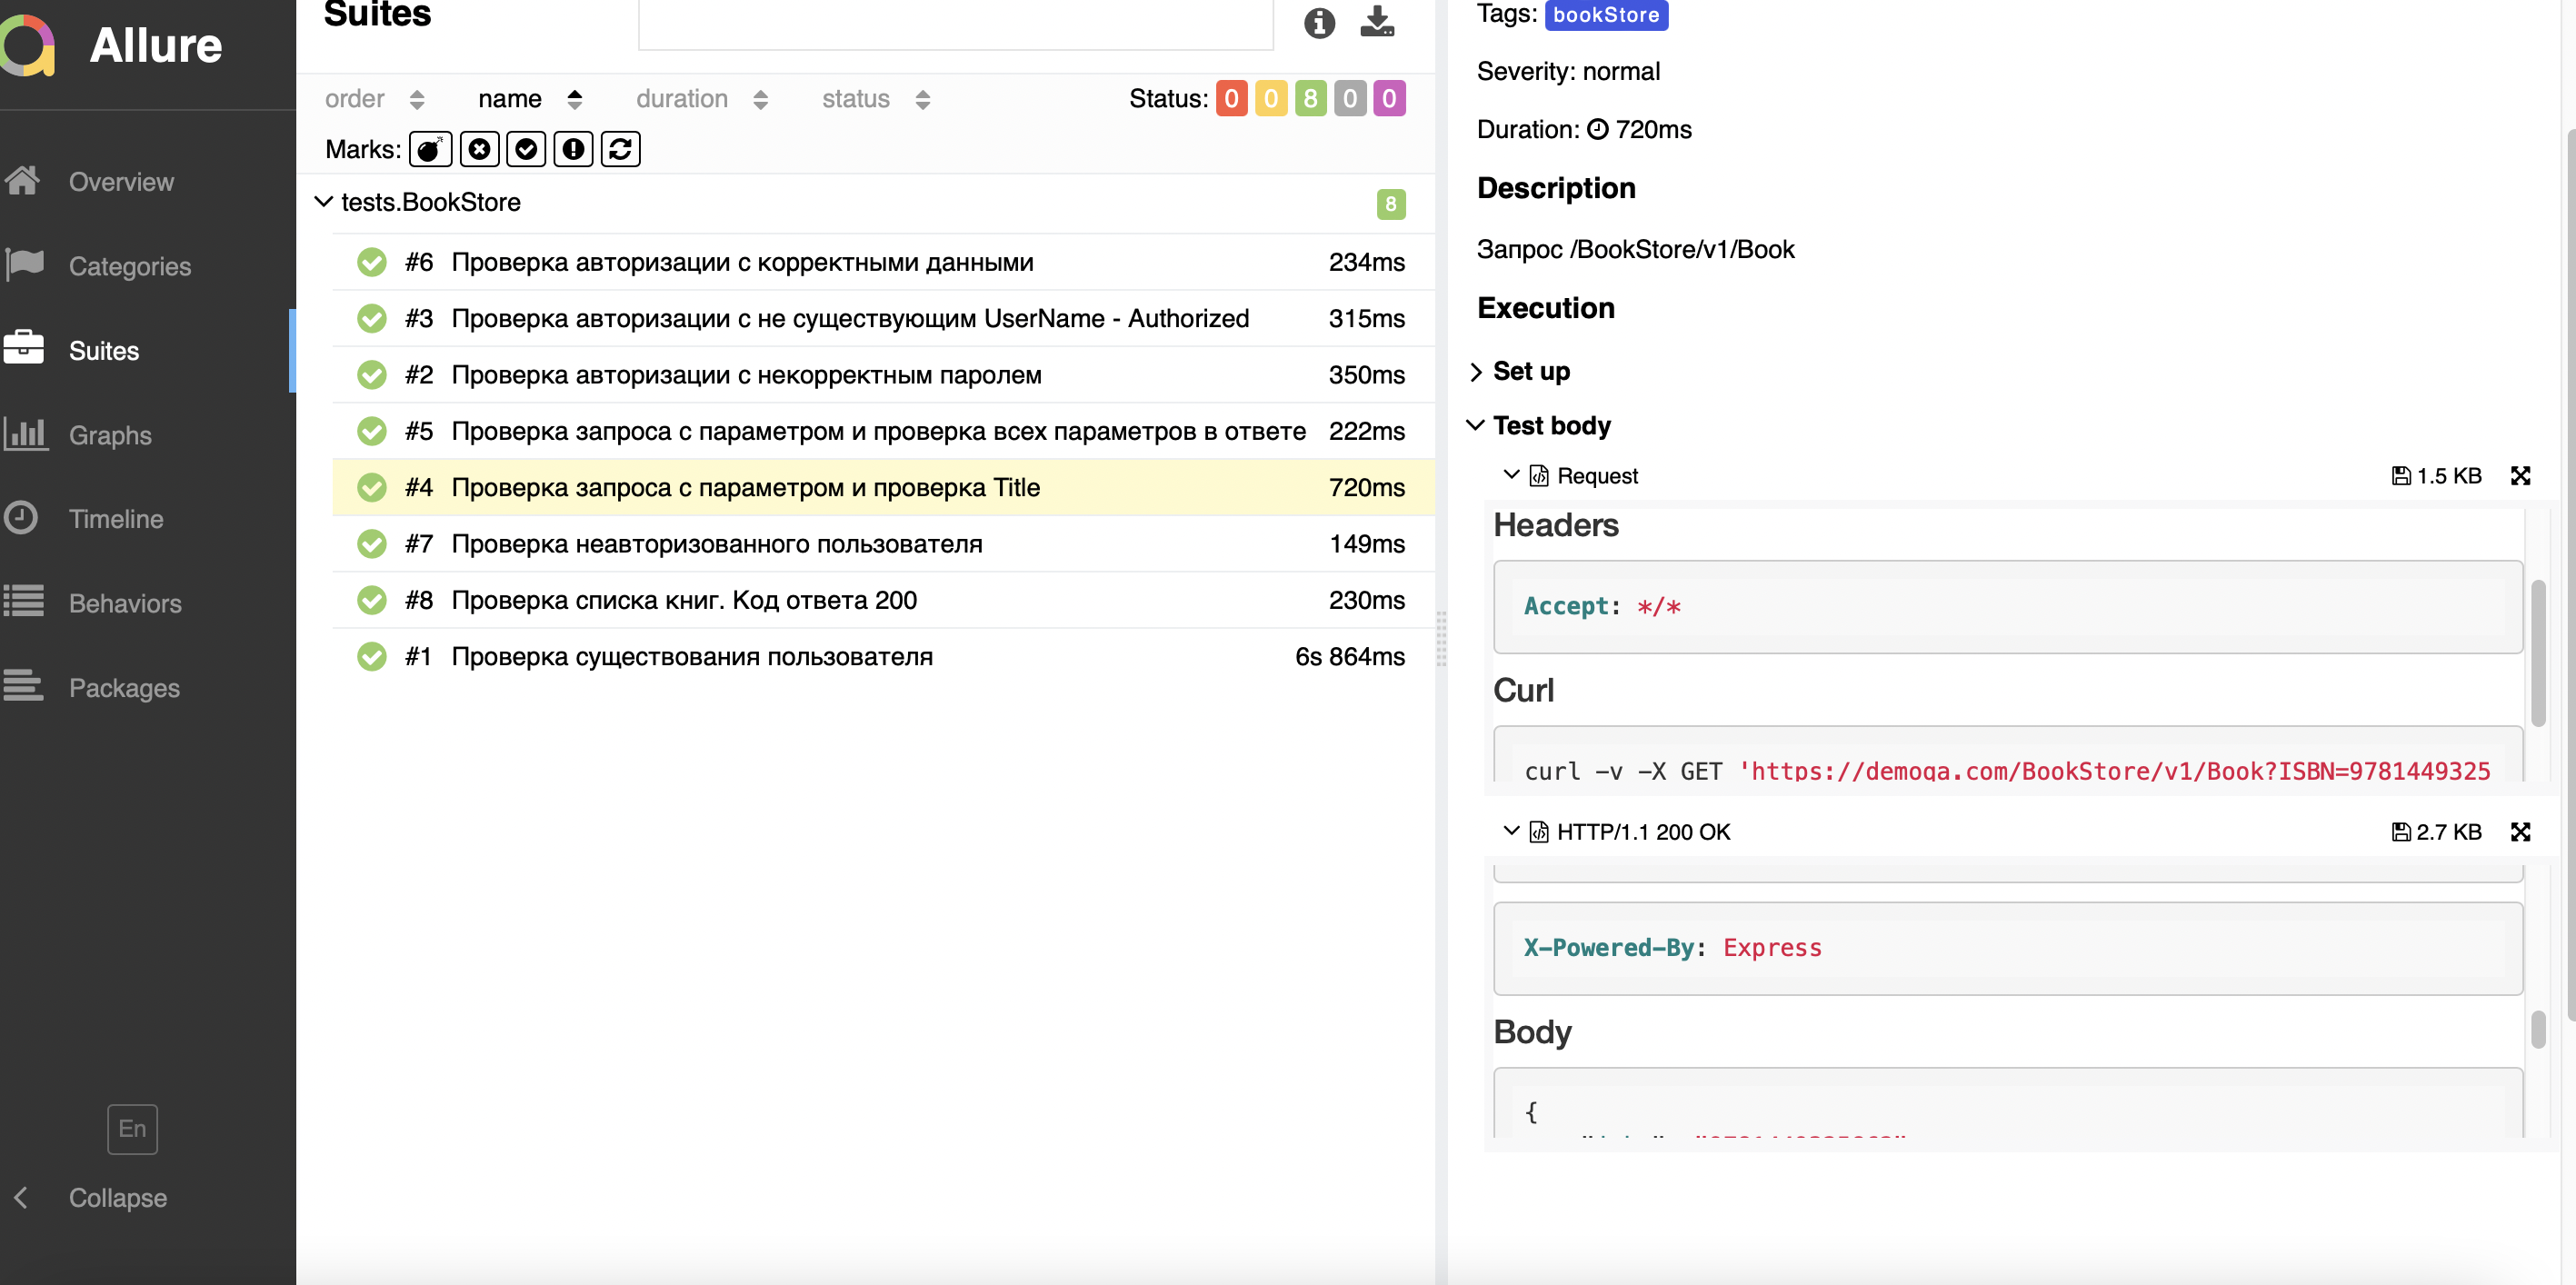 Allure
Overview
Categories
Suites
Graphs
Timeline
Behaviors
Packages
En
Collapse
Suites
order name duration status Status: 0 0 8 0 0
Marks:
tests.BookStore 8
#6 Проверка авторизации с корректными данными 234ms
#3 Проверка авторизации с не существующим UserName - Authorized 315ms
#2 Проверка авторизации с некорректным паролем 350ms
#5 Проверка запроса с параметром и проверка всех параметров в ответе 222ms
#4 Проверка запроса с параметром и проверка Title 720ms
#7 Проверка неавторизованного пользователя 149ms
#8 Проверка списка книг. Код ответа 200 230ms
#1 Проверка существования пользователя 6s 864ms
Tags: bookStore
Severity: normal
Duration: 720ms
Description
Запрос /BookStore/v1/Book
Execution
Set up
Test body
Request 1.5 KB
Headers
Accept: */*
Curl
curl -v -X GET 'https://demoqa.com/BookStore/v1/Book?ISBN=9781449325
HTTP/1.1 200 OK 2.7 KB
X-Powered-By: Express
Body
{